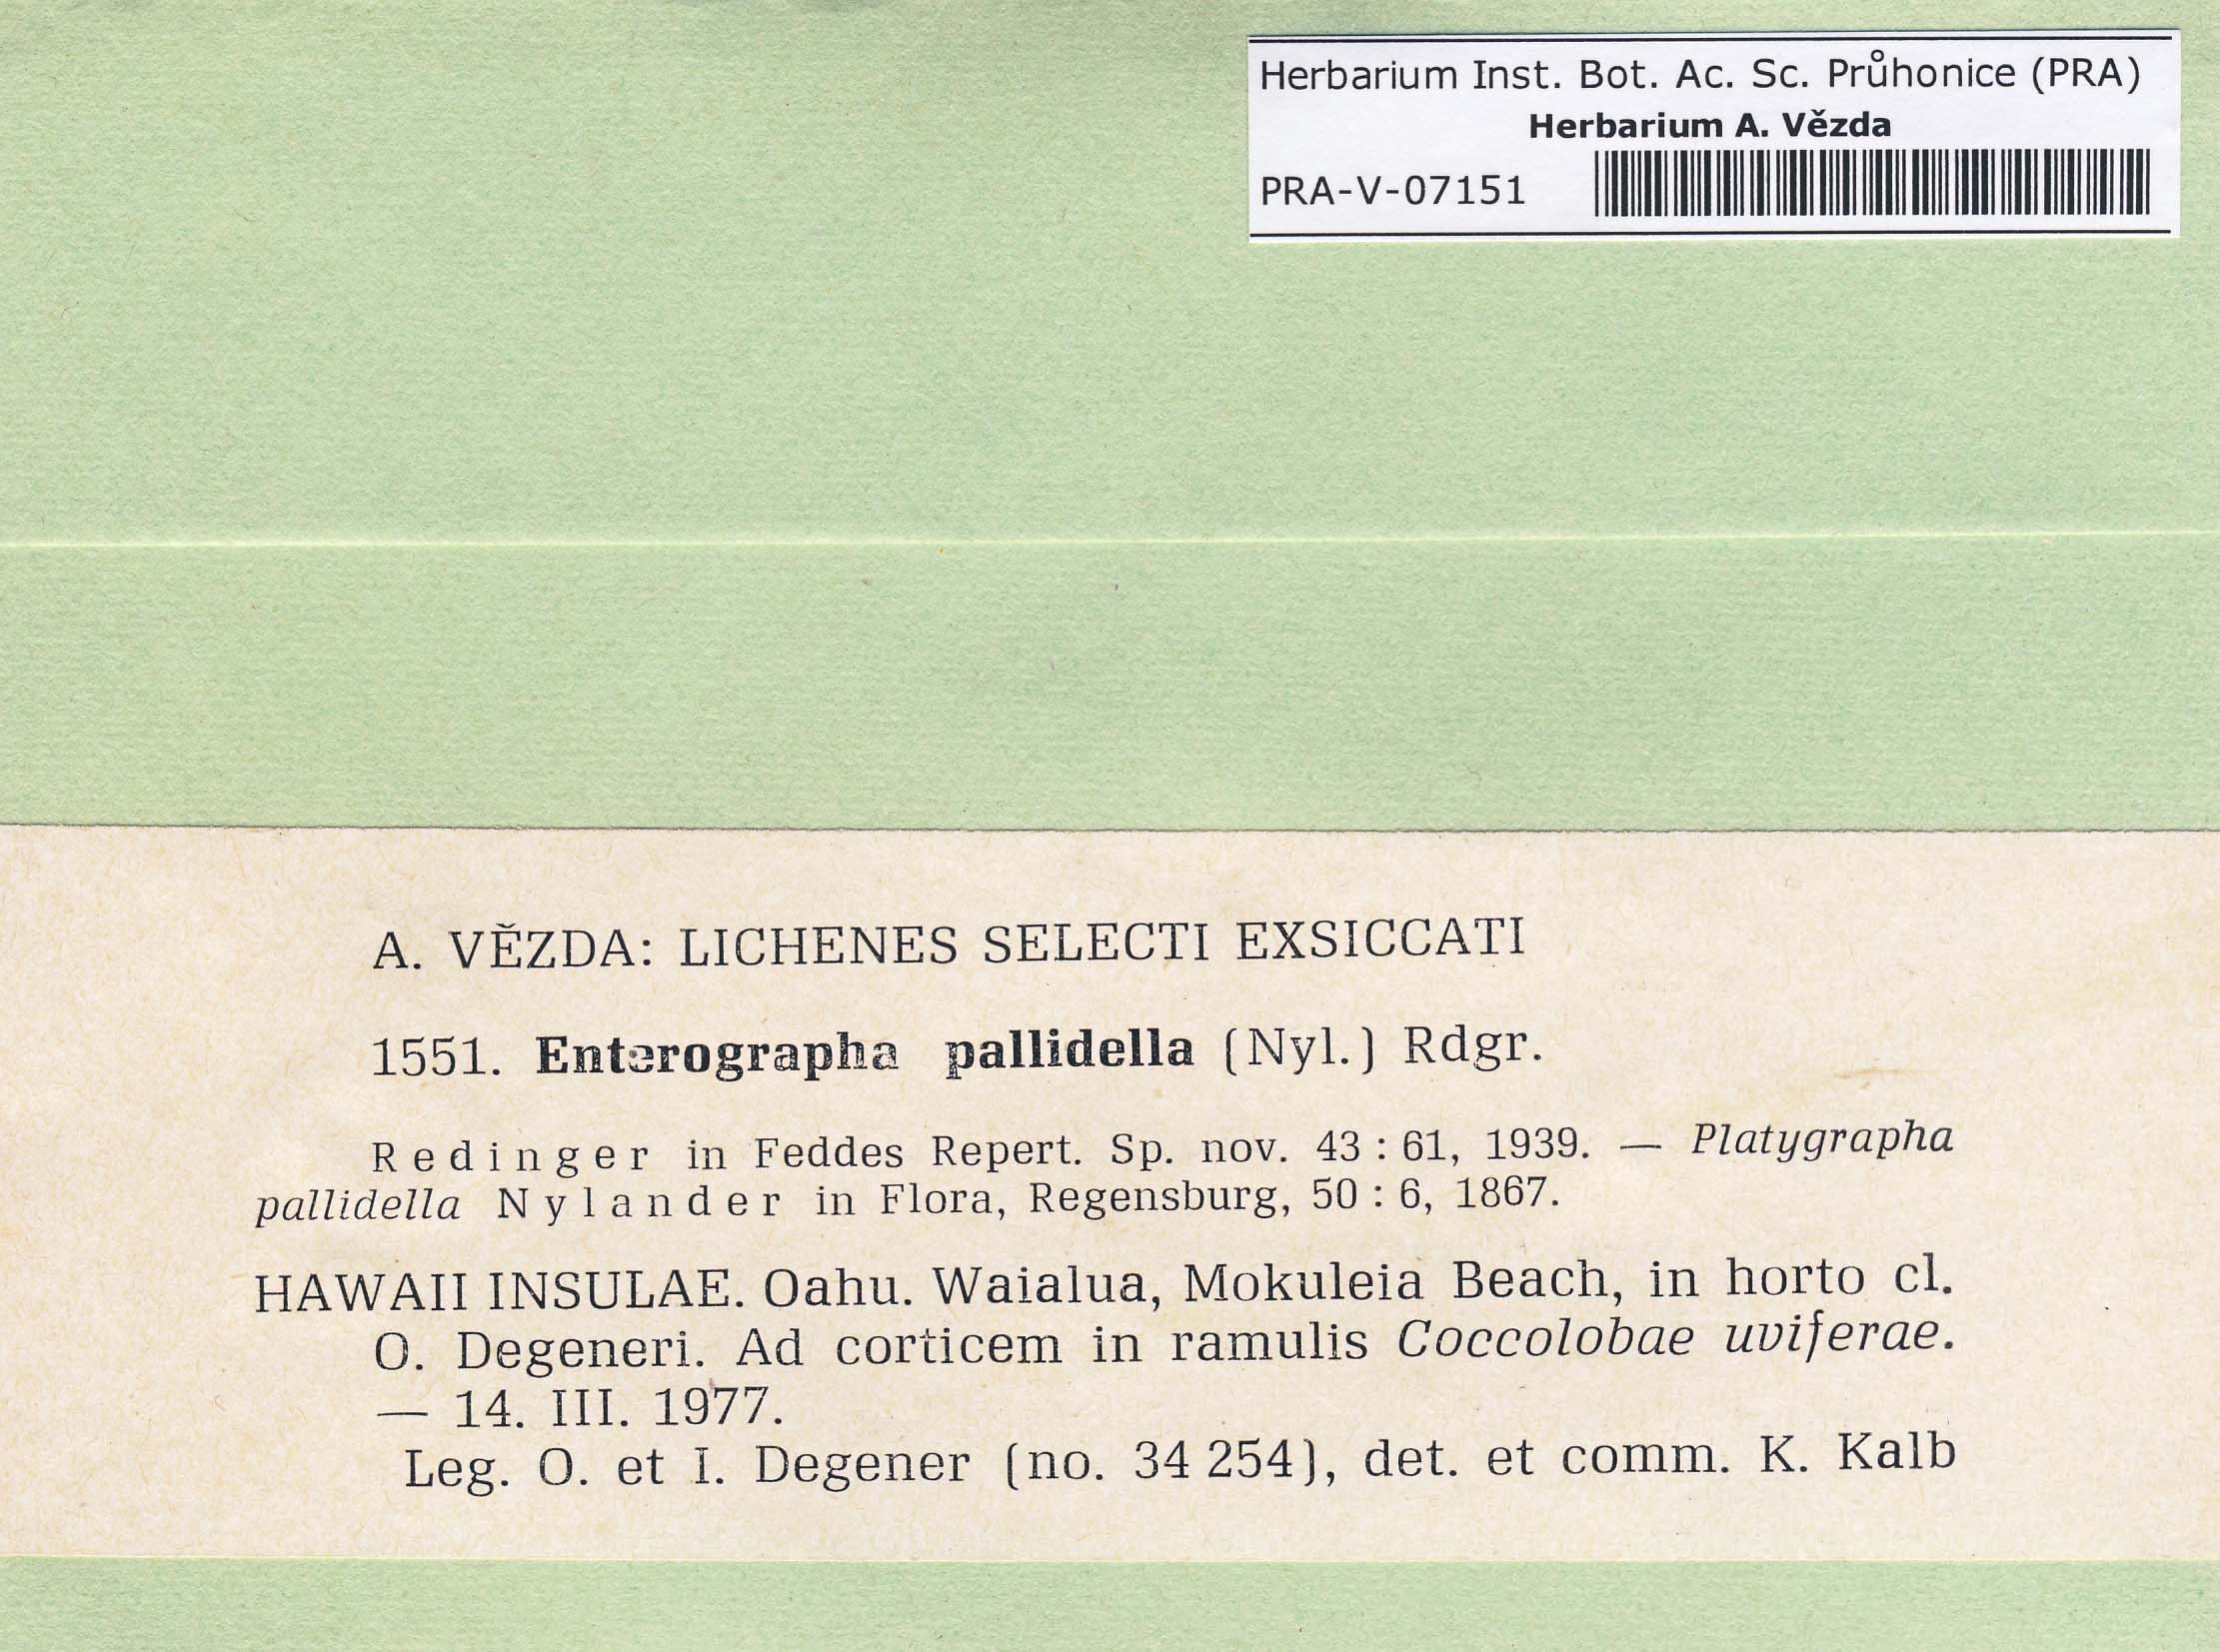 Herbarium Inst. Bot. Ac. Sc. Průhonice (PRA)
Herbarium A. Vězda
PRA-V-07151
A. VĚZDA: LICHENES SELECTI EXSICCATI
1551. Enterographa pallidella (Nyl.) Rdgr.
Redinger in Feddes Repert. Sp. nov. 43 : 61, 1939. — Platygrapha
pallidella Nylander in Flora, Regensburg, 50 : 6, 1867.
HAWAII INSULAE. Oahu. Waialua, Mokuleia Beach, in horto cl.
O. Degeneri. Ad corticem in ramulis Coccolobae uviferae.
— 14. III. 1977.
Leg. O. et I. Degener (no. 34 254), det. et comm. K. Kalb